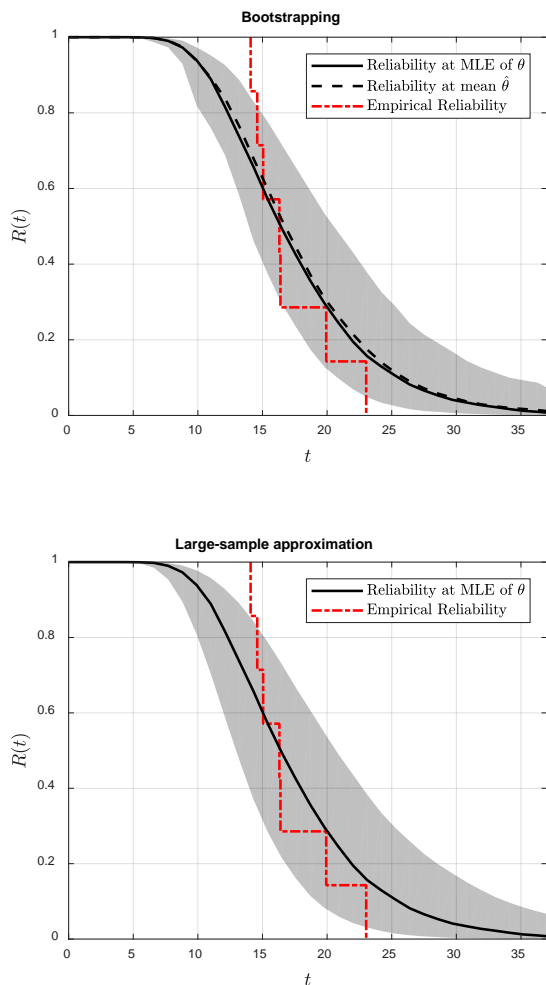 Bootstrapping
Reliability at MLE of θ
Reliability at mean θ̂
Empirical Reliability
R(t)
1
0.8
0.6
0.4
0.2
0
0 5 10 15 20 25 30 35
t
Large-sample approximation
Reliability at MLE of θ
Empirical Reliability
R(t)
1
0.8
0.6
0.4
0.2
0
0 5 10 15 20 25 30 35
t